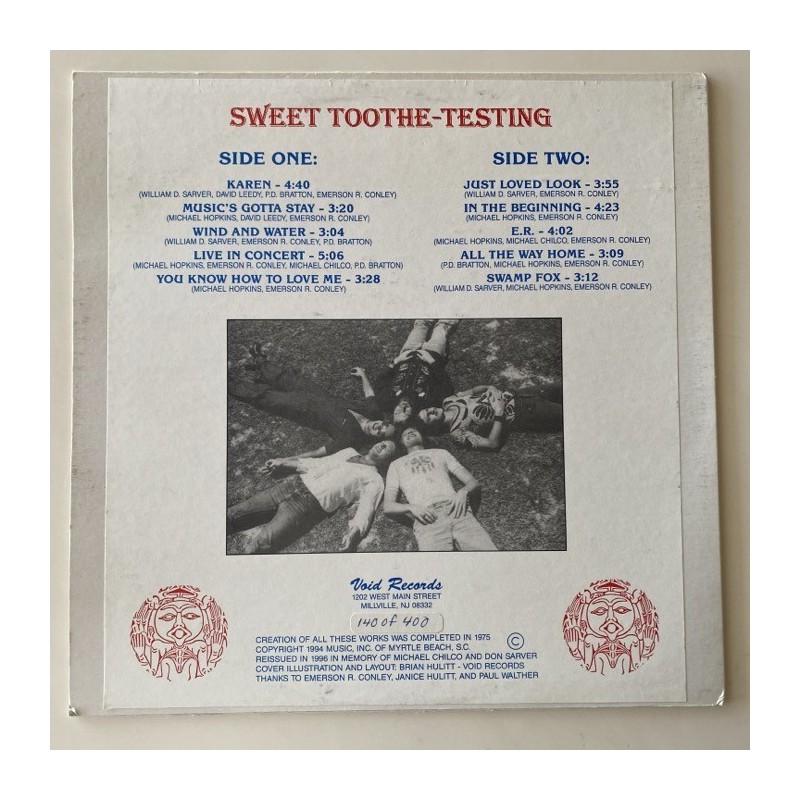 SWEET TOOTHE-TESTING
SIDE ONE:
KAREN - 4:40
(WILLIAM D. SARVER, DAVID LEEDY, P.D. BRATTON, EMERSON R. CONLEY)
MUSIC'S GOTTA STAY - 3:20
(MICHAEL HOPKINS, DAVID LEEDY, EMERSON R. CONLEY)
WIND AND WATER - 3:04
(WILLIAM D. SARVER, EMERSON R. CONLEY, P.D. BRATTON)
LIVE IN CONCERT - 5:06
(MICHAEL HOPKINS, EMERSON R. CONLEY, MICHAEL CHILCO, P.D. BRATTON)
YOU KNOW HOW TO LOVE ME - 3:28
(MICHAEL HOPKINS, EMERSON R. CONLEY)
SIDE TWO:
JUST LOVED LOOK - 3:55
(WILLIAM D. SARVER, EMERSON R. CONLEY)
IN THE BEGINNING - 4:23
(MICHAEL HOPKINS, EMERSON R. CONLEY)
E.R. - 4:02
(MICHAEL HOPKINS, MICHAEL CHILCO, EMERSON R. CONLEY)
ALL THE WAY HOME - 3:09
(P.D. BRATTON, MICHAEL HOPKINS, EMERSON R. CONLEY)
SWAMP FOX - 3:12
(WILLIAM D. SARVER, MICHAEL HOPKINS, EMERSON R. CONLEY)
Void Records
1202 WEST MAIN STREET
MILLVILLE, NJ 08332
140 of 400
CREATION OF ALL THESE WORKS WAS COMPLETED IN 1975 ©
COPYRIGHT 1994 MUSIC, INC. OF MYRTLE BEACH, S.C.
REISSUED IN 1996 IN MEMORY OF MICHAEL CHILCO AND DON SARVER
COVER ILLUSTRATION AND LAYOUT: BRIAN HULITT - VOID RECORDS
THANKS TO EMERSON R. CONLEY, JANICE HULITT, AND PAUL WALTHER